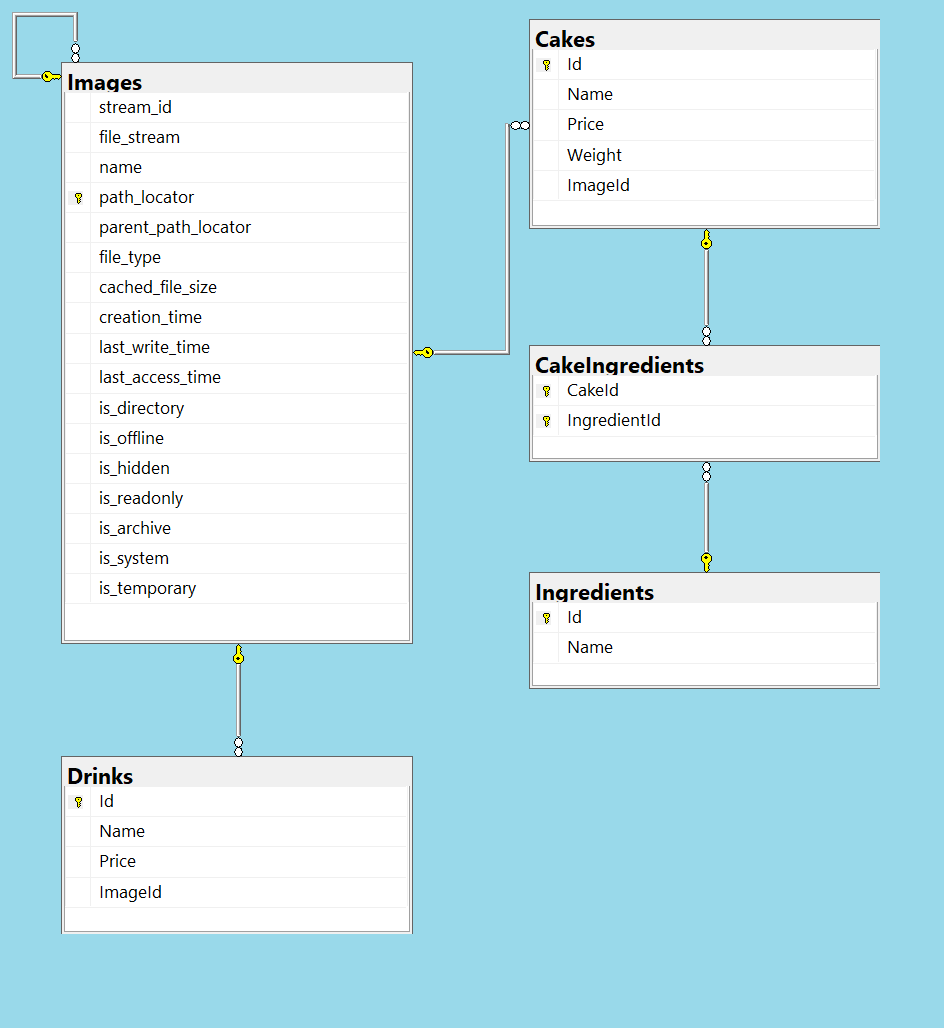 Images
stream_id
file_stream
name
path_locator
parent_path_locator
file_type
cached_file_size
creation_time
last_write_time
last_access_time
is_directory
is_offline
is_hidden
is_readonly
is_archive
is_system
is_temporary
Drinks
Id
Name
Price
ImageId
Cakes
Id
Name
Price
Weight
ImageId
CakeIngredients
CakeId
IngredientId
Ingredients
Id
Name